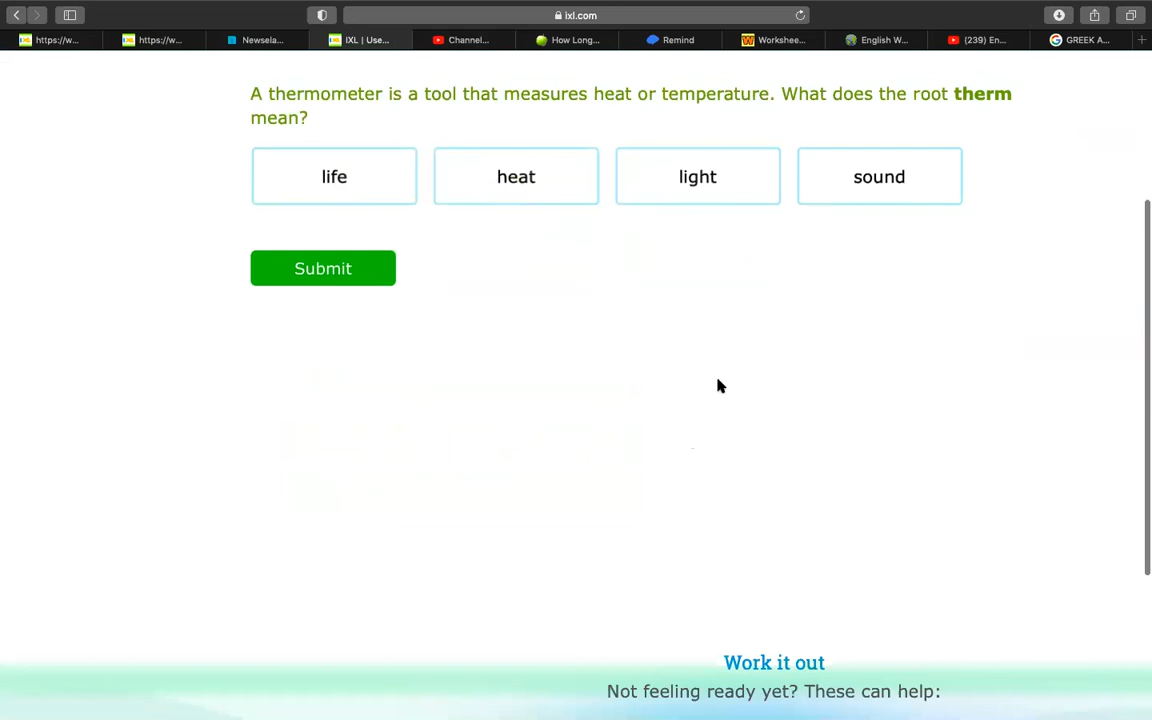 ixl.com
https://w... https://w... Newsela... IXL | Use... Channel... How Long... Remind Workshee... English W... (239) En... GREEK A...
A thermometer is a tool that measures heat or temperature. What does the root therm
mean?
life heat light sound
Submit
Work it out
Not feeling ready yet? These can help: